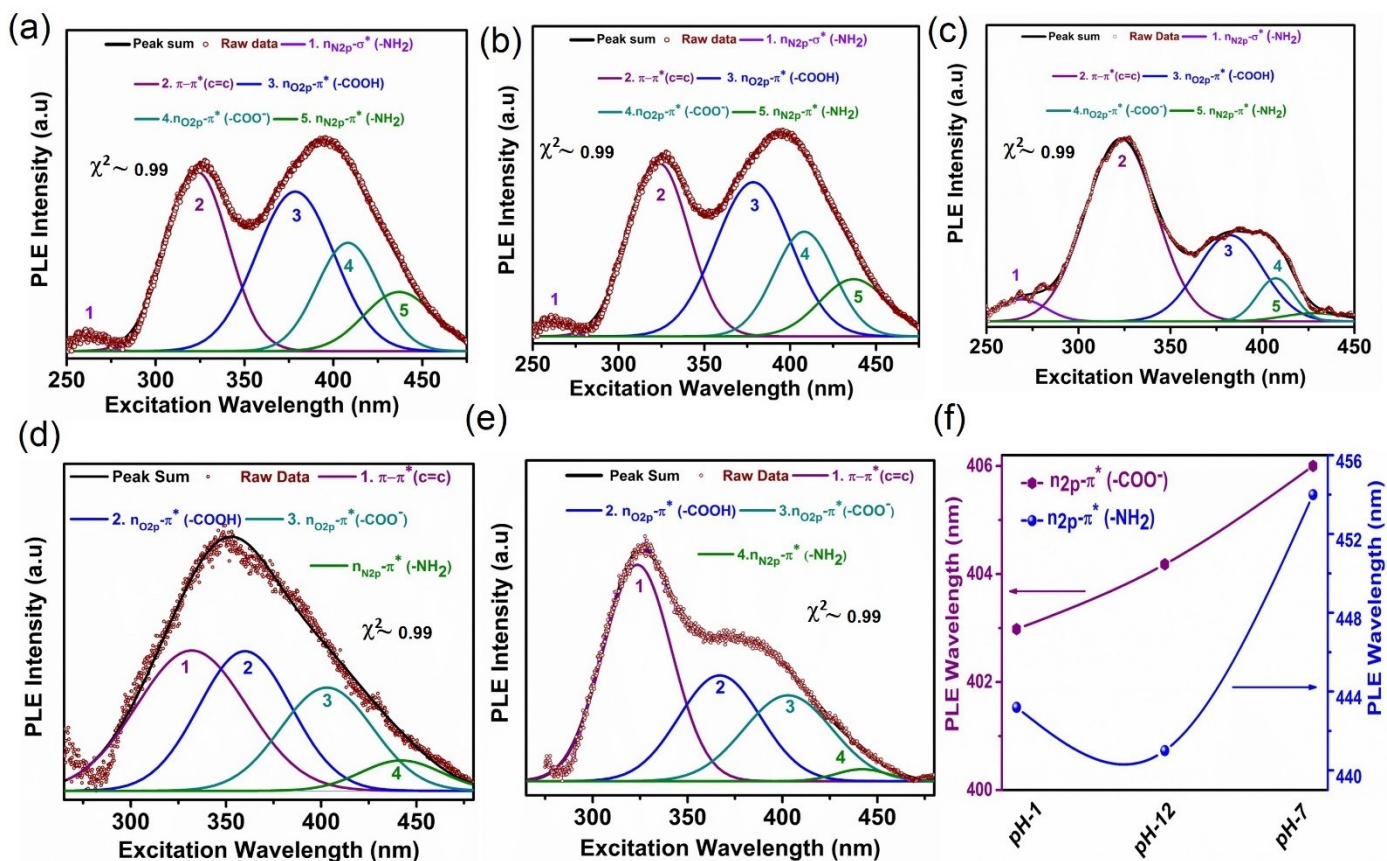 (a)
Peak sum Raw data 1. nN2p-σ* (-NH2)
2. π–π*(c=c) 3. nO2p-π* (-COOH)
4.nO2p-π* (-COO-) 5. nN2p-π* (-NH2)
χ2~ 0.99
1
2
3
4
5
PLE Intensity (a.u)
250 300 350 400 450
Excitation Wavelength (nm)
(b)
Peak sum Raw data 1. nN2p-σ* (-NH2)
2. π–π*(c=c) 3. nO2p-π* (-COOH)
4.nO2p-π* (-COO-) 5. nN2p-π* (-NH2)
χ2~ 0.99
1
2
3
4
5
PLE Intensity (a.u)
250 300 350 400 450
Excitation Wavelength (nm)
(c)
Peak sum Raw Data 1. nN2p-σ* (-NH2)
2. π–π*(c=c) 3. nO2p-π* (-COOH)
4.nO2p-π* (-COO-) 5. nN2p-π* (-NH2)
χ2~ 0.99
1
2
3
4
5
PLE Intensity (a.u)
250 300 350 400 450
Excitation Wavelength (nm)
(d)
Peak Sum Raw Data 1. π–π*(c=c)
2. nO2p-π* (-COOH) 3. nO2p-π* (-COO-)
nN2p-π* (-NH2)
χ2~ 0.99
1
2
3
4
PLE Intensity (a.u)
300 350 400 450
Excitation Wavelength (nm)
(e)
Peak Sum Raw Data 1. π–π*(c=c)
2. nO2p-π* (-COOH) 3.nO2p-π* (-COO-)
4.nN2p-π* (-NH2)
χ2~ 0.99
1
2
3
4
PLE Intensity (a.u)
300 350 400 450
Excitation Wavelength (nm)
(f)
n2p-π* (-COO-)
n2p-π* (-NH2)
PLE Wavelength (nm)
406
404
402
400
PLE Wavelength (nm)
456
452
448
444
440
pH-1 pH-12 pH-7